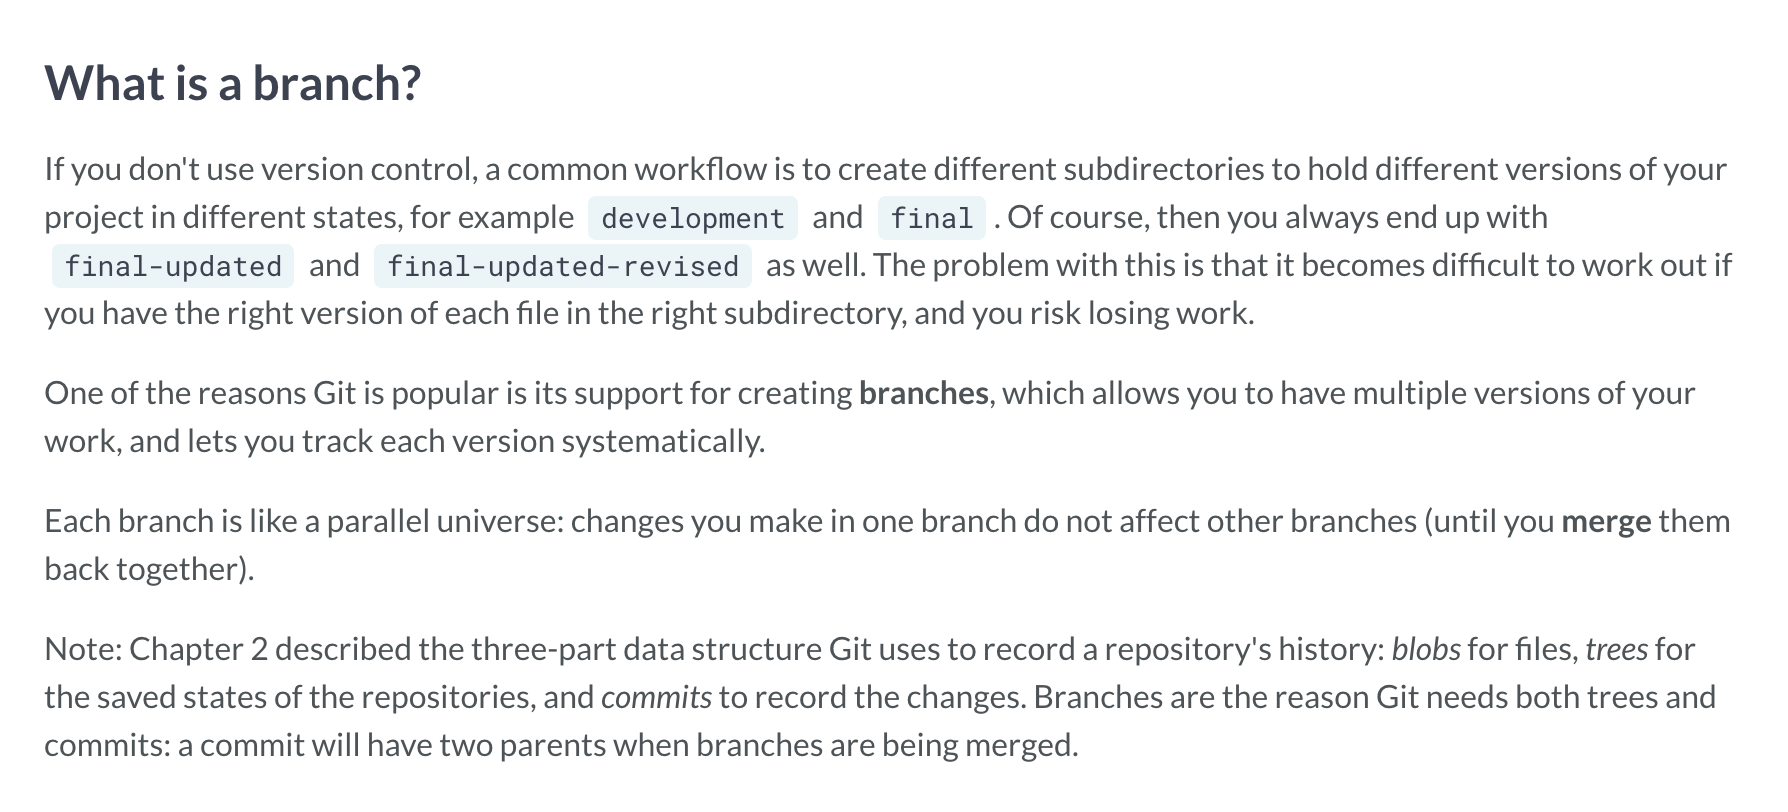 What is a branch?
If you don't use version control, a common workflow is to create different subdirectories to hold different versions of your
project in different states, for example development and final . Of course, then you always end up with
final-updated and final-updated-revised as well. The problem with this is that it becomes difficult to work out if
you have the right version of each file in the right subdirectory, and you risk losing work.
One of the reasons Git is popular is its support for creating branches, which allows you to have multiple versions of your
work, and lets you track each version systematically.
Each branch is like a parallel universe: changes you make in one branch do not affect other branches (until you merge them
back together).
Note: Chapter 2 described the three-part data structure Git uses to record a repository's history: blobs for files, trees for
the saved states of the repositories, and commits to record the changes. Branches are the reason Git needs both trees and
commits: a commit will have two parents when branches are being merged.